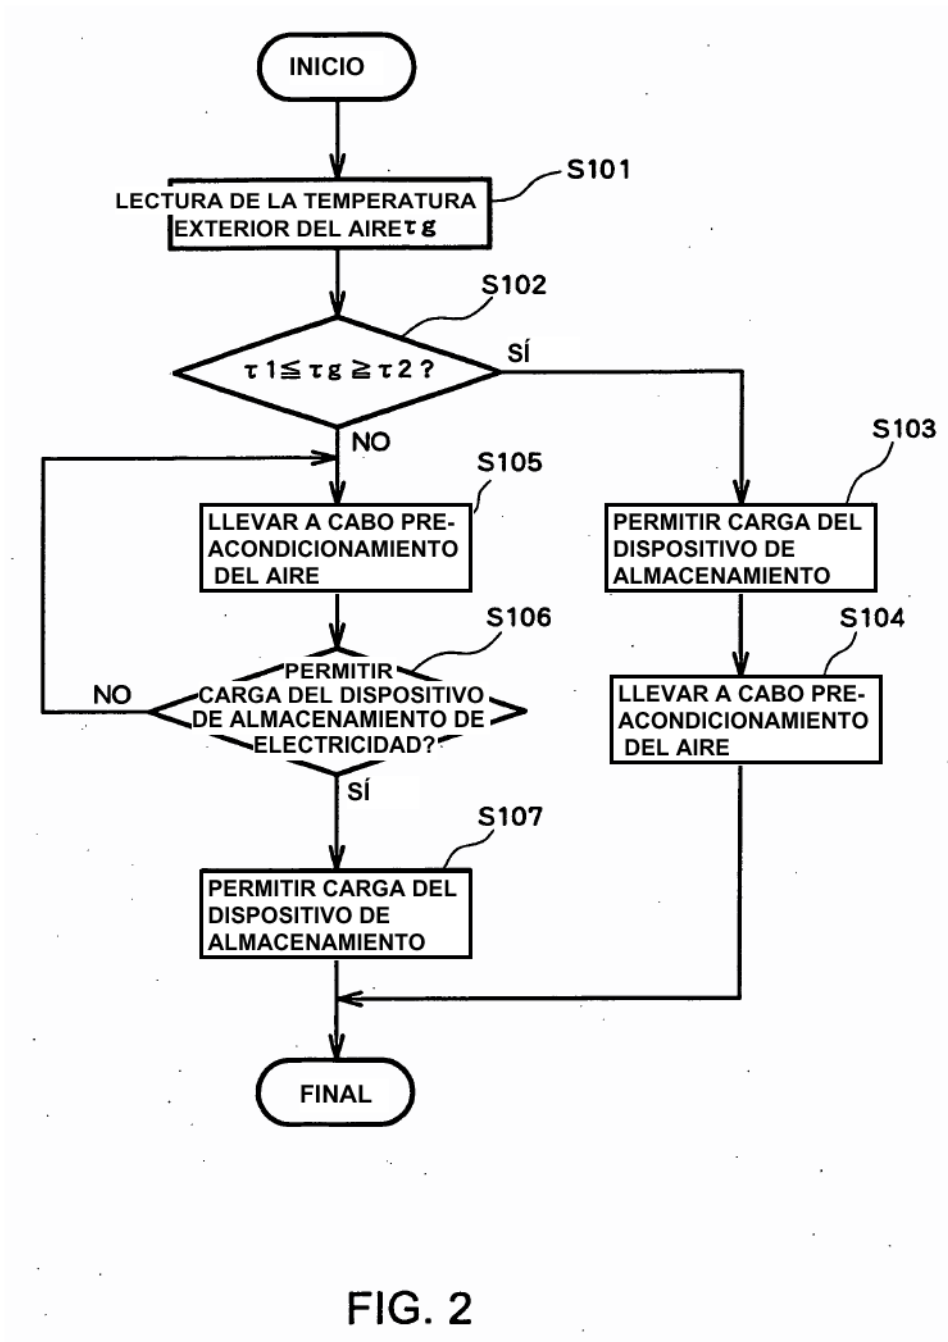 INICIO
S101
LECTURA DE LA TEMPERATURA
EXTERIOR DEL AIRE τg
S102
τ1≦τg≧τ2?
SÍ
NO
S103
PERMITIR CARGA DEL
DISPOSITIVO DE
ALMACENAMIENTO
S105
LLEVAR A CABO PRE-
ACONDICIONAMIENTO
DEL AIRE
S104
LLEVAR A CABO PRE-
ACONDICIONAMIENTO
DEL AIRE
S106
PERMITIR
CARGA DEL DISPOSITIVO
DE ALMACENAMIENTO DE
ELECTRICIDAD?
NO
SÍ
S107
PERMITIR CARGA DEL
DISPOSITIVO DE
ALMACENAMIENTO
FINAL
FIG. 2